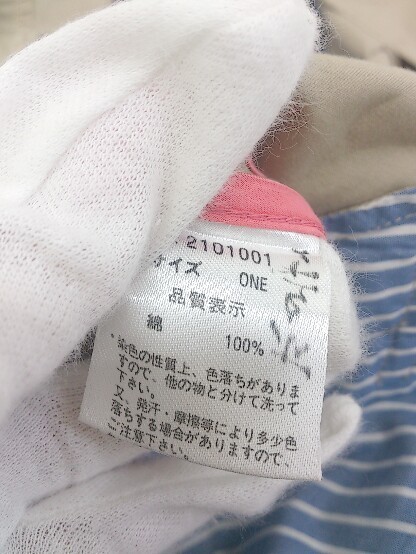 2101001
サイズ ONE
品質表示
綿 100%
*染色の性質上、色落ちがありま
すので、他の物と分けて洗って
下さい。
又、発汗・摩擦等により多少色
落ちする場合がありますので、
ご注意下さい。